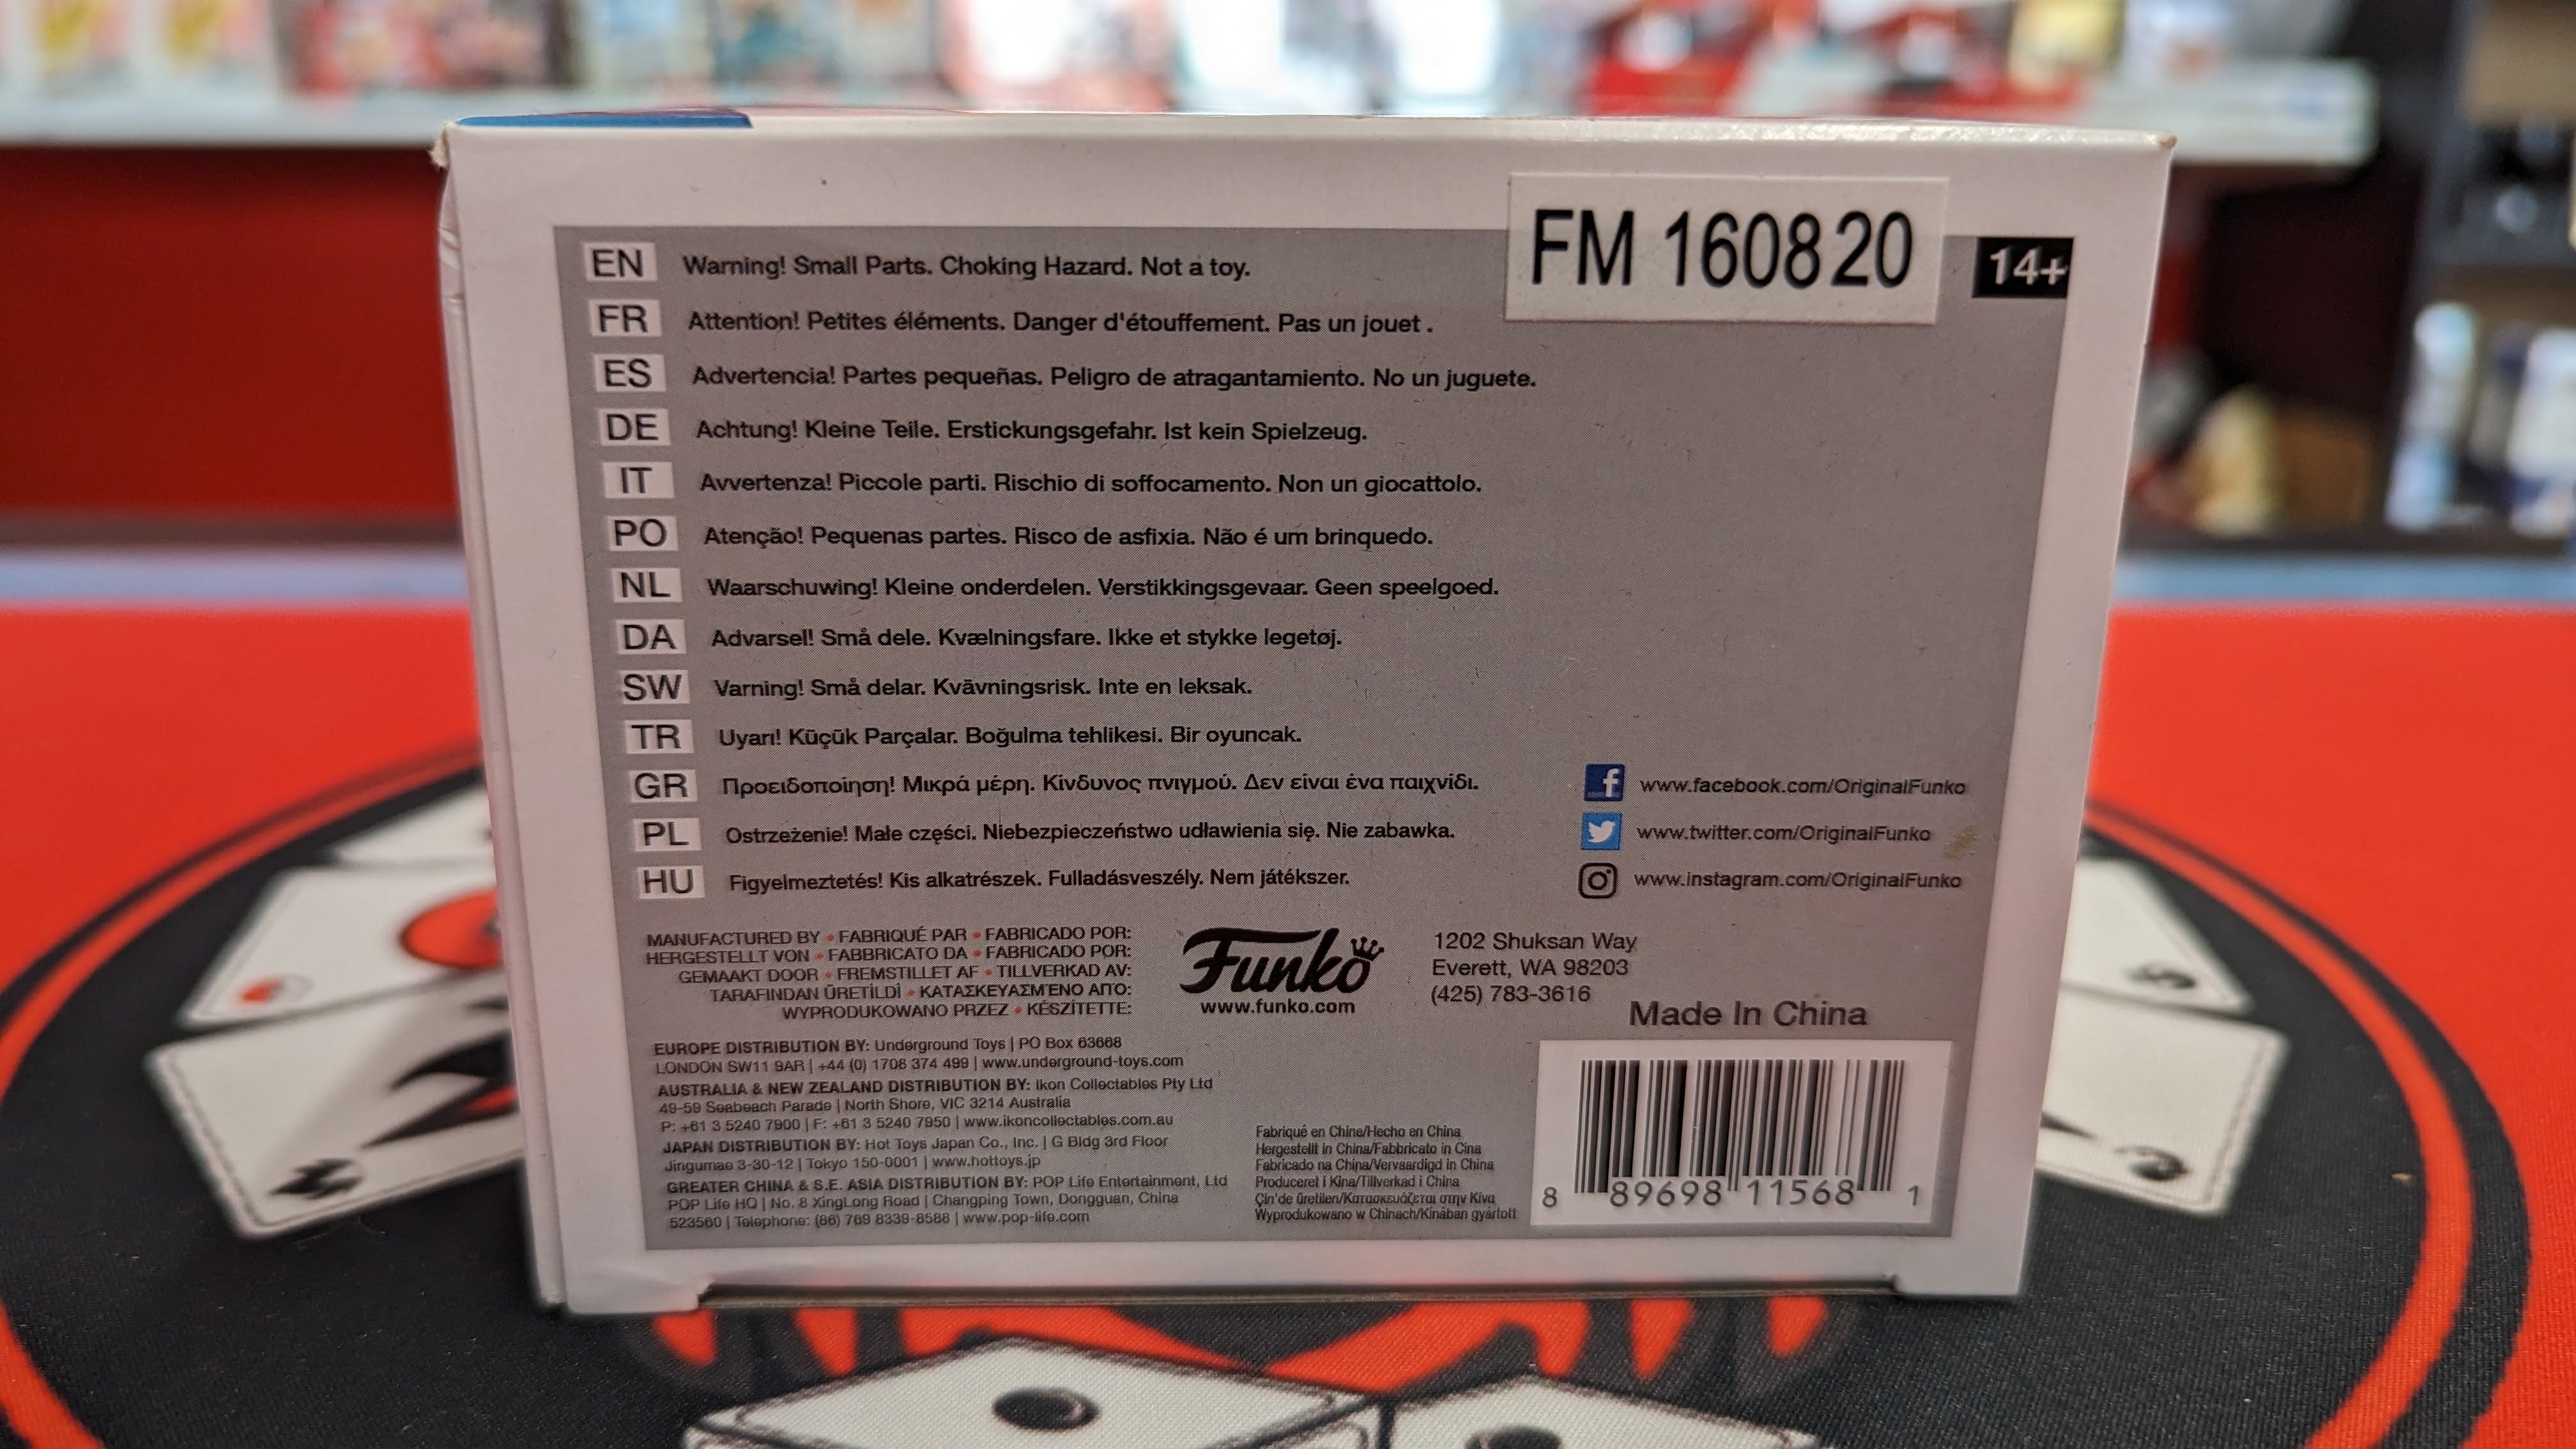 FM 160820
14+
EN Warning! Small Parts. Choking Hazard. Not a toy.
FR Attention! Petites éléments. Danger d'étouffement. Pas un jouet .
ES Advertencia! Partes pequeñas. Peligro de atragantamiento. No un juguete.
DE Achtung! Kleine Teile. Erstickungsgefahr. Ist kein Spielzeug.
IT Avvertenza! Piccole parti. Rischio di soffocamento. Non un giocattolo.
PO Atenção! Pequenas partes. Risco de asfixia. Não é um brinquedo.
NL Waarschuwing! Kleine onderdelen. Verstikkingsgevaar. Geen speelgoed.
DA Advarsel! Små dele. Kvælningsfare. Ikke et stykke legetøj.
SW Varning! Små delar. Kvävningsrisk. Inte en leksak.
TR Uyarı! Küçük Parçalar. Boğulma tehlikesi. Bir oyuncak.
GR Προειδοποίηση! Μικρά μέρη. Κίνδυνος πνιγμού. Δεν είναι ένα παιχνίδι.
PL Ostrzeżenie! Małe części. Niebezpieczeństwo udławienia się. Nie zabawka.
HU Figyelmeztetés! Kis alkatrészek. Fulladásveszély. Nem játékszer.
www.facebook.com/OriginalFunko
www.twitter.com/OriginalFunko
www.instagram.com/OriginalFunko
MANUFACTURED BY • FABRIQUÉ PAR • FABRICADO POR:
HERGESTELLT VON • FABBRICATO DA • FABRICADO POR:
GEMAAKT DOOR • FREMSTILLET AF • TILLVERKAD AV:
TARAFINDAN ÜRETİLDİ • ΚΑΤΑΣΚΕΥΑΣΜΈΝΟ ΑΠΌ:
WYPRODUKOWANO PRZEZ • KÉSZÍTETTE:
Funko
www.funko.com
1202 Shuksan Way
Everett, WA 98203
(425) 783-3616
Made In China
EUROPE DISTRIBUTION BY: Underground Toys | PO Box 63668
LONDON SW11 9AR | +44 (0) 1708 374 499 | www.underground-toys.com
AUSTRALIA & NEW ZEALAND DISTRIBUTION BY: Ikon Collectables Pty Ltd
49-59 Seabeach Parade | North Shore, VIC 3214 Australia
P: +61 3 5240 7900 | F: +61 3 5240 7950 | www.ikoncollectables.com.au
JAPAN DISTRIBUTION BY: Hot Toys Japan Co., Inc. | G Bldg 3rd Floor
Jingumae 3-30-12 | Tokyo 150-0001 | www.hottoys.jp
GREATER CHINA & S.E. ASIA DISTRIBUTION BY: POP Life Entertainment, Ltd
POP Life HQ | No. 8 XingLong Road | Changping Town, Dongguan, China
523560 | Telephone: (86) 769 8339-8588 | www.pop-life.com
Fabriqué en Chine/Hecho en China
Hergestellt in China/Fabbricato in Cina
Fabricado na China/Vervaardigd in China
Produceret i Kina/Tillverkad i China
Çin'de üretilen/Κατασκευάζεται στην Κίνα
Wyprodukowano w Chinach/Kínában gyártott
8 89698 11568 1